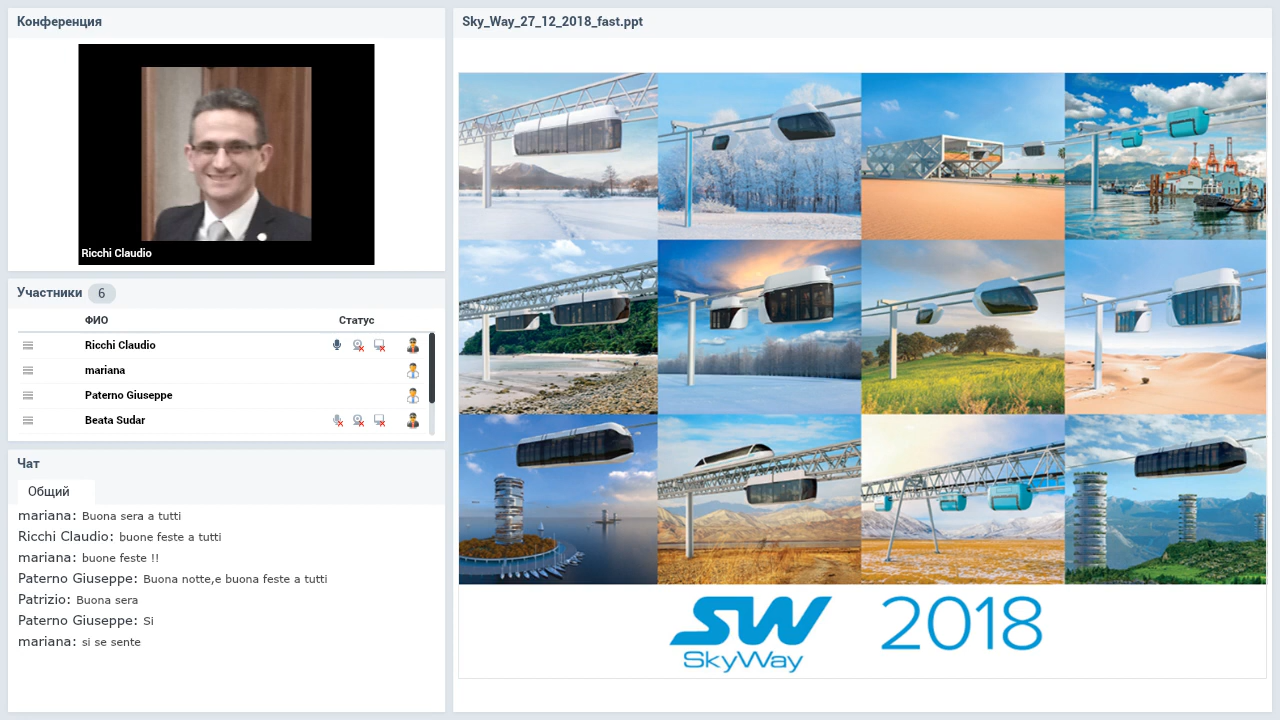 Конференция
Ricchi Claudio
Участники 6
ФИО Статус
Ricchi Claudio
mariana
Paterno Giuseppe
Beata Sudar
Чат
Общий
mariana: Buona sera a tutti
Ricchi Claudio: buone feste a tutti
mariana: buone feste !!
Paterno Giuseppe: Buona notte,e buona feste a tutti
Patrizio: Buona sera
Paterno Giuseppe: Si
mariana: si se sente
Sky_Way_27_12_2018_fast.ppt
SW 2018
SkyWay